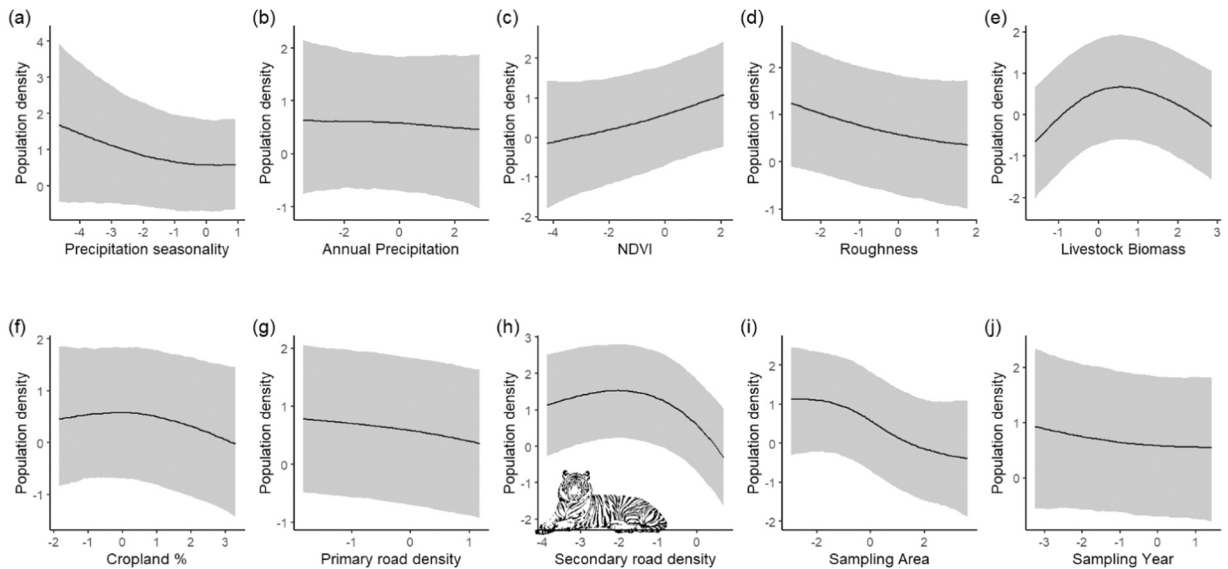 (a) (b) (c) (d) (e)
Population density
4
3
2
1
0
-4 -3 -2 -1 0 1
Precipitation seasonality
Population density
2
1
0
-1
-2 0 2
Annual Precipitation
Population density
2
1
0
-1
-2
-4 -2 0 2
NDVI
Population density
2
1
0
-1
-2 0 2
Roughness
Population density
2
1
0
-1
-2
-1 0 1 2 3
Livestock Biomass
(f) (g) (h) (i) (j)
Population density
2
1
0
-1
-1 0 1 2 3
Cropland %
Population density
2
1
0
-1
-1 0 1
Primary road density
Population density
3
2
1
0
-1
-2
-4 -3 -2 -1 0
Secondary road density
Population density
2
1
0
-1
-2
-2 0 2
Sampling Area
Population density
2
1
0
-3 -2 -1 0 1
Sampling Year